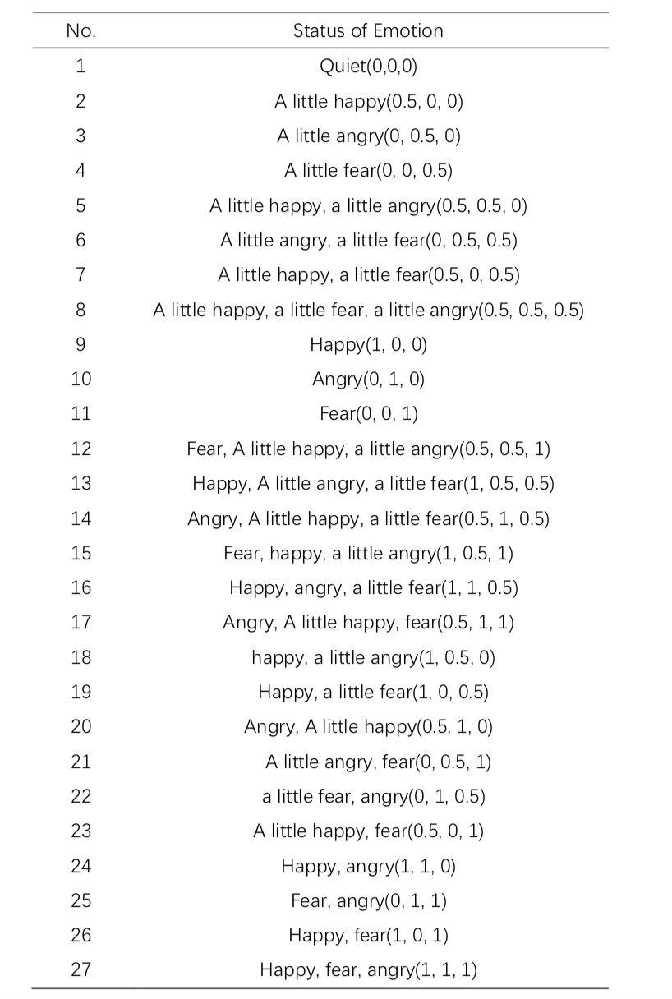 No. Status of Emotion
1 Quiet(0,0,0)
2 A little happy(0.5, 0, 0)
3 A little angry(0, 0.5, 0)
4 A little fear(0, 0, 0.5)
5 A little happy, a little angry(0.5, 0.5, 0)
6 A little angry, a little fear(0, 0.5, 0.5)
7 A little happy, a little fear(0.5, 0, 0.5)
8 A little happy, a little fear, a little angry(0.5, 0.5, 0.5)
9 Happy(1, 0, 0)
10 Angry(0, 1, 0)
11 Fear(0, 0, 1)
12 Fear, A little happy, a little angry(0.5, 0.5, 1)
13 Happy, A little angry, a little fear(1, 0.5, 0.5)
14 Angry, A little happy, a little fear(0.5, 1, 0.5)
15 Fear, happy, a little angry(1, 0.5, 1)
16 Happy, angry, a little fear(1, 1, 0.5)
17 Angry, A little happy, fear(0.5, 1, 1)
18 happy, a little angry(1, 0.5, 0)
19 Happy, a little fear(1, 0, 0.5)
20 Angry, A little happy(0.5, 1, 0)
21 A little angry, fear(0, 0.5, 1)
22 a little fear, angry(0, 1, 0.5)
23 A little happy, fear(0.5, 0, 1)
24 Happy, angry(1, 1, 0)
25 Fear, angry(0, 1, 1)
26 Happy, fear(1, 0, 1)
27 Happy, fear, angry(1, 1, 1)